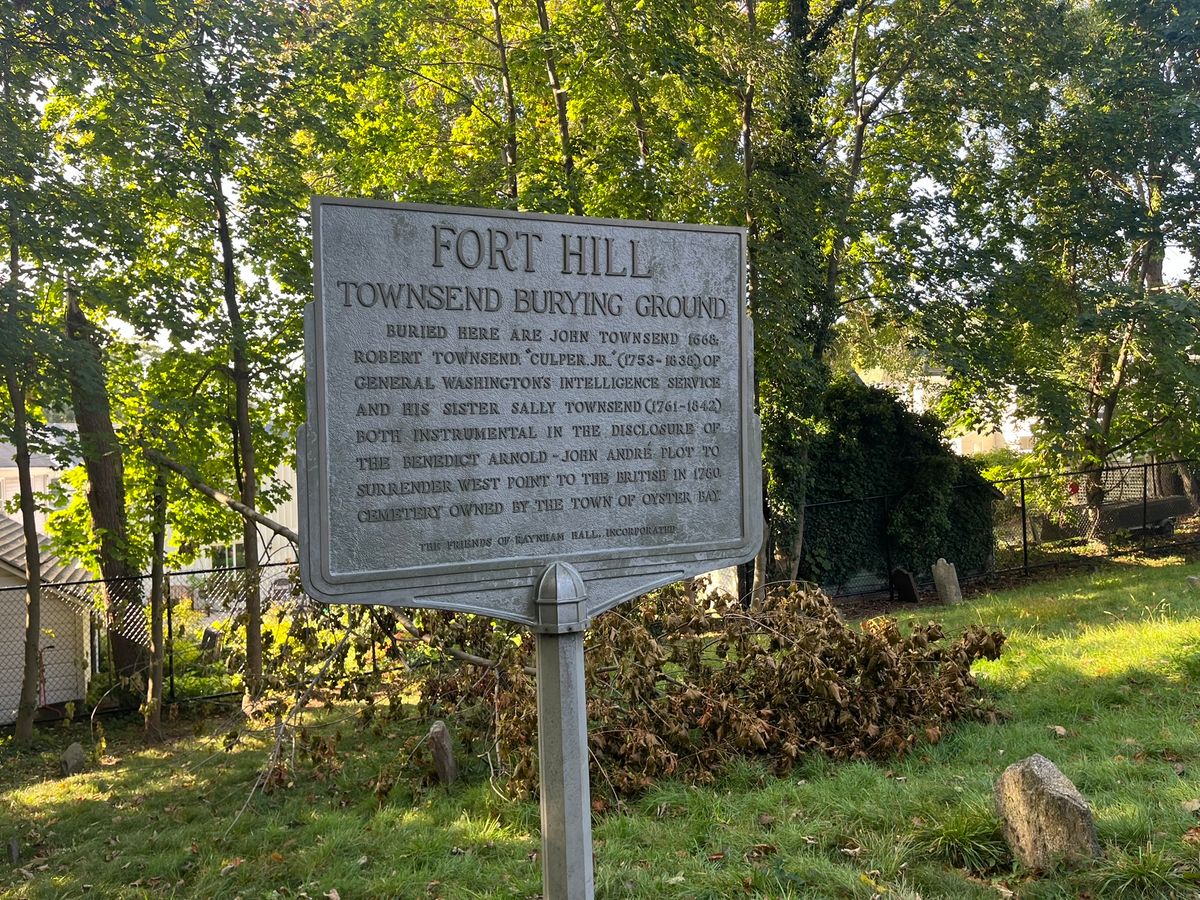 FORT HILL
TOWNSEND BURYING GROUND
BURIED HERE ARE JOHN TOWNSEND 1668;
ROBERT TOWNSEND, "CULPER, JR." (1753-1838) OF
GENERAL WASHINGTON'S INTELLIGENCE SERVICE
AND HIS SISTER SALLY TOWNSEND (1761-1842)
BOTH INSTRUMENTAL IN THE DISCLOSURE OF
THE BENEDICT ARNOLD - JOHN ANDRÉ PLOT TO
SURRENDER WEST POINT TO THE BRITISH IN 1780.
CEMETERY OWNED BY THE TOWN OF OYSTER BAY.
THE FRIENDS OF RAYNHAM HALL, INCORPORATED